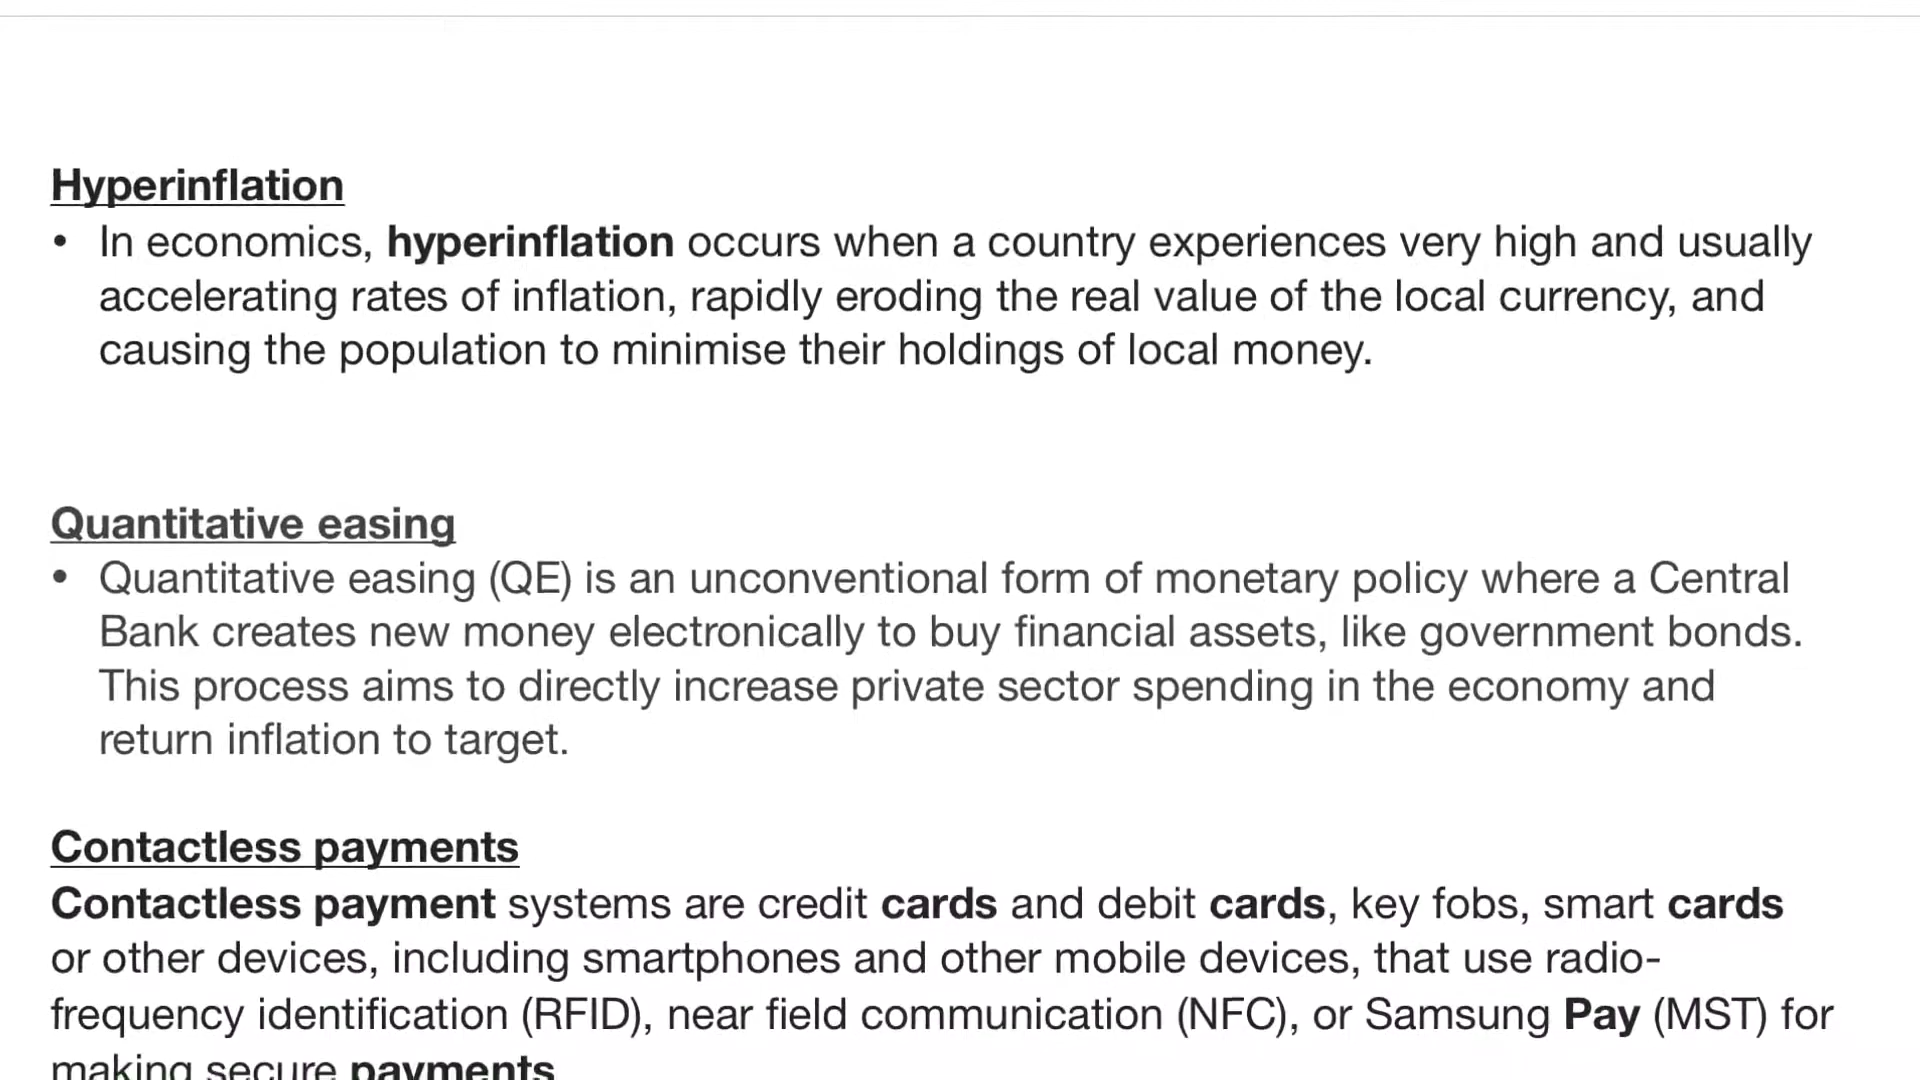 Hyperinflation
• In economics, hyperinflation occurs when a country experiences very high and usually
accelerating rates of inflation, rapidly eroding the real value of the local currency, and
causing the population to minimise their holdings of local money.
Quantitative easing
• Quantitative easing (QE) is an unconventional form of monetary policy where a Central
Bank creates new money electronically to buy financial assets, like government bonds.
This process aims to directly increase private sector spending in the economy and
return inflation to target.
Contactless payments
Contactless payment systems are credit cards and debit cards, key fobs, smart cards
or other devices, including smartphones and other mobile devices, that use radio-
frequency identification (RFID), near field communication (NFC), or Samsung Pay (MST) for
making secure payments